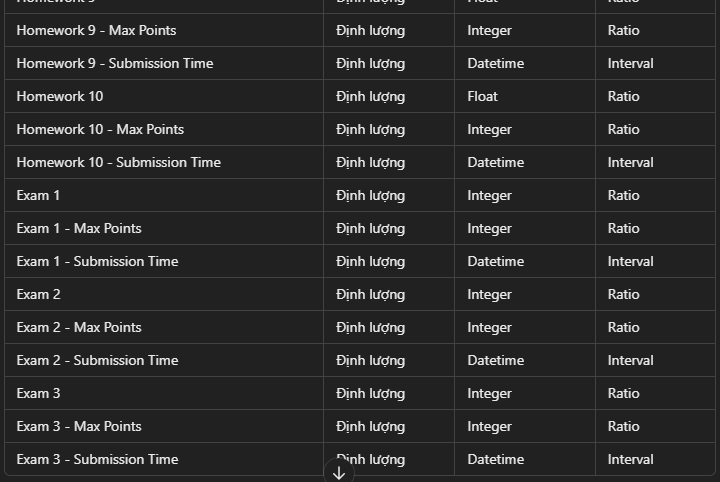 Homework 9 - Max Points Định lượng Integer Ratio
Homework 9 - Submission Time Định lượng Datetime Interval
Homework 10 Định lượng Float Ratio
Homework 10 - Max Points Định lượng Integer Ratio
Homework 10 - Submission Time Định lượng Datetime Interval
Exam 1 Định lượng Integer Ratio
Exam 1 - Max Points Định lượng Integer Ratio
Exam 1 - Submission Time Định lượng Datetime Interval
Exam 2 Định lượng Integer Ratio
Exam 2 - Max Points Định lượng Integer Ratio
Exam 2 - Submission Time Định lượng Datetime Interval
Exam 3 Định lượng Integer Ratio
Exam 3 - Max Points Định lượng Integer Ratio
Exam 3 - Submission Time Định lượng Datetime Interval